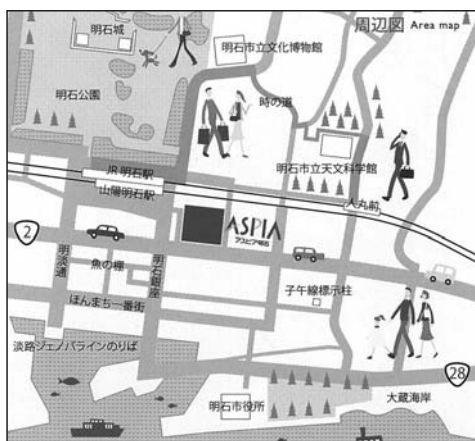 周辺図 Area map
明石城
明石市立文化博物館
明石公園
時の道
明石市立天文科学館
JR 明石駅
山陽明石駅
人丸前
2
ASPIA
アスピア明石
明淡通
魚の棚
明石銀座
子午線標示柱
ほんまち一番街
淡路ジェノバラインのりば
28
明石市役所
大蔵海岸